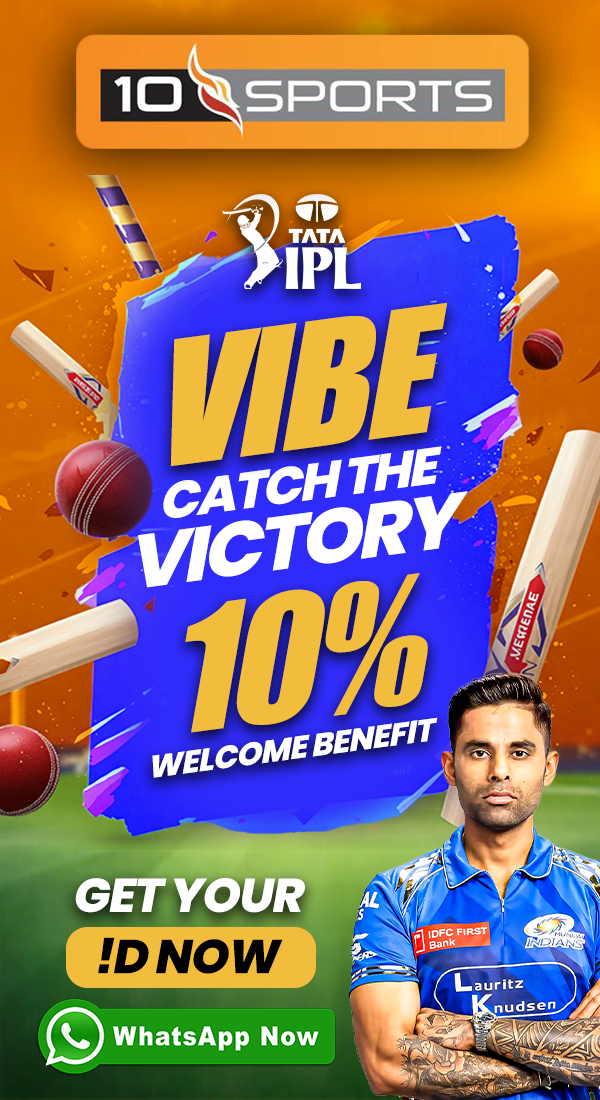 10 SPORTS
TATA
IPL
VIBE
CATCH THE
VICTORY
10%
WELCOME BENEFIT
GET YOUR
!D NOW
WhatsApp Now
IDFC FIRST
Bank
MUMBAI
INDIANS
Lauritz
Knudsen